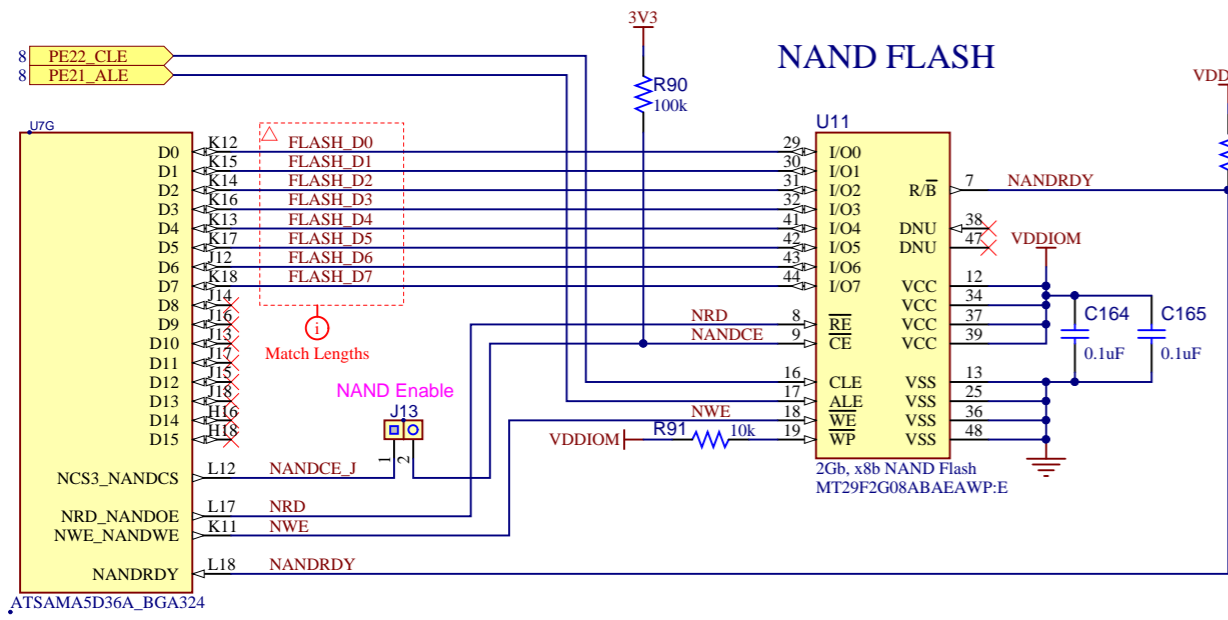 3V3
NAND FLASH
8 PE22_CLE
8 PE21_ALE
VDD
R90
100k
U7G
U11
D0 K12 FLASH_D0 29 I/O0
D1 K15 FLASH_D1 30 I/O1
D2 K14 FLASH_D2 31 I/O2 R/B 7 NANDRDY
D3 K16 FLASH_D3 32 I/O3
D4 K13 FLASH_D4 41 I/O4 DNU 38
D5 K17 FLASH_D5 42 I/O5 DNU 47
VDDIOM
D6 J12 FLASH_D6 43 I/O6
D7 K18 FLASH_D7 44 I/O7 VCC 12
D8 J14 VCC 34
D9 J16 i NRD 8 RE VCC 37
D10 J13 NANDCE 9 CE VCC 39
C164
0.1uF
C165
0.1uF
Match Lengths
D11 J17
D12 J15 16 CLE VSS 13
D13 J18 17 ALE VSS 25
NAND Enable
J13
1 2
D14 H16 NWE 18 WE VSS 36
D15 H18 VDDIOM R91 10k 19 WP VSS 48
2Gb, x8b NAND Flash
MT29F2G08ABAEAWP:E
NCS3_NANDCS L12 NANDCE_J
NRD_NANDOE L17 NRD
NWE_NANDWE K11 NWE
NANDRDY L18 NANDRDY
ATSAMA5D36A_BGA324